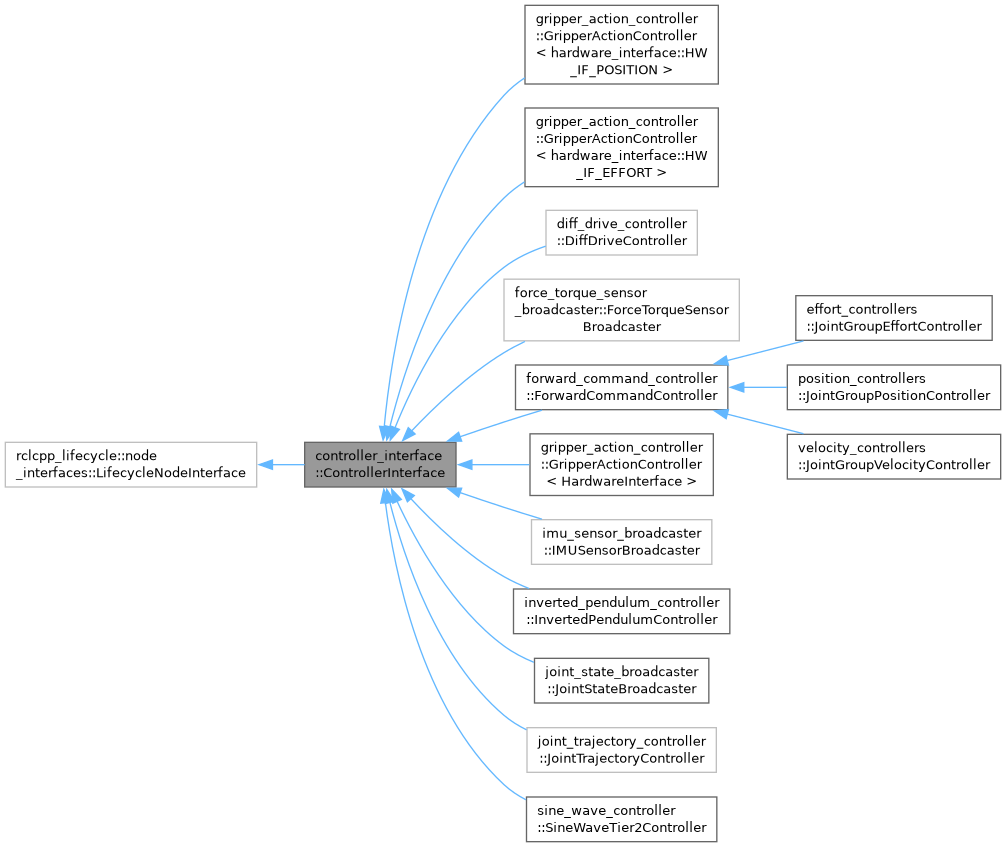 gripper_action_controller
::GripperActionController
< hardware_interface::HW
_IF_POSITION >
gripper_action_controller
::GripperActionController
< hardware_interface::HW
_IF_EFFORT >
diff_drive_controller
::DiffDriveController
force_torque_sensor
_broadcaster::ForceTorqueSensor
Broadcaster
effort_controllers
::JointGroupEffortController
forward_command_controller
::ForwardCommandController
position_controllers
::JointGroupPositionController
velocity_controllers
::JointGroupVelocityController
rclcpp_lifecycle::node
_interfaces::LifecycleNodeInterface
controller_interface
::ControllerInterface
gripper_action_controller
::GripperActionController
< HardwareInterface >
imu_sensor_broadcaster
::IMUSensorBroadcaster
inverted_pendulum_controller
::InvertedPendulumController
joint_state_broadcaster
::JointStateBroadcaster
joint_trajectory_controller
::JointTrajectoryController
sine_wave_controller
::SineWaveTier2Controller